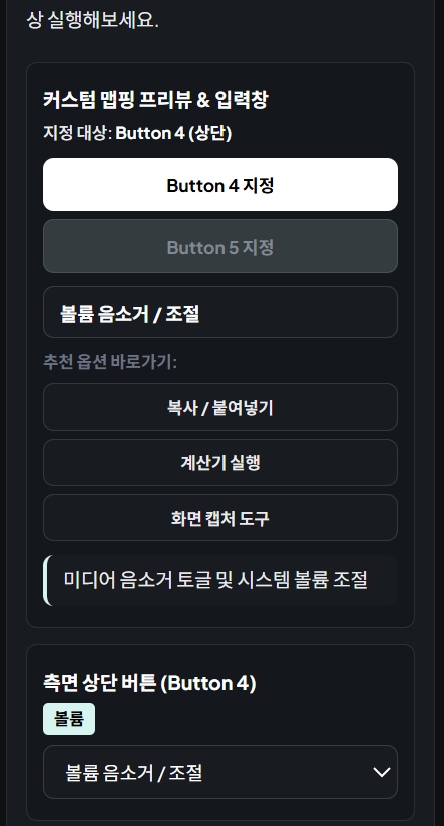 상 실행해보세요.
커스텀 맵핑 프리뷰 & 입력창
지정 대상: Button 4 (상단)
Button 4 지정
Button 5 지정
볼륨 음소거 / 조절
추천 옵션 바로가기:
복사 / 붙여넣기
계산기 실행
화면 캡처 도구
미디어 음소거 토글 및 시스템 볼륨 조절
측면 상단 버튼 (Button 4)
볼륨
볼륨 음소거 / 조절